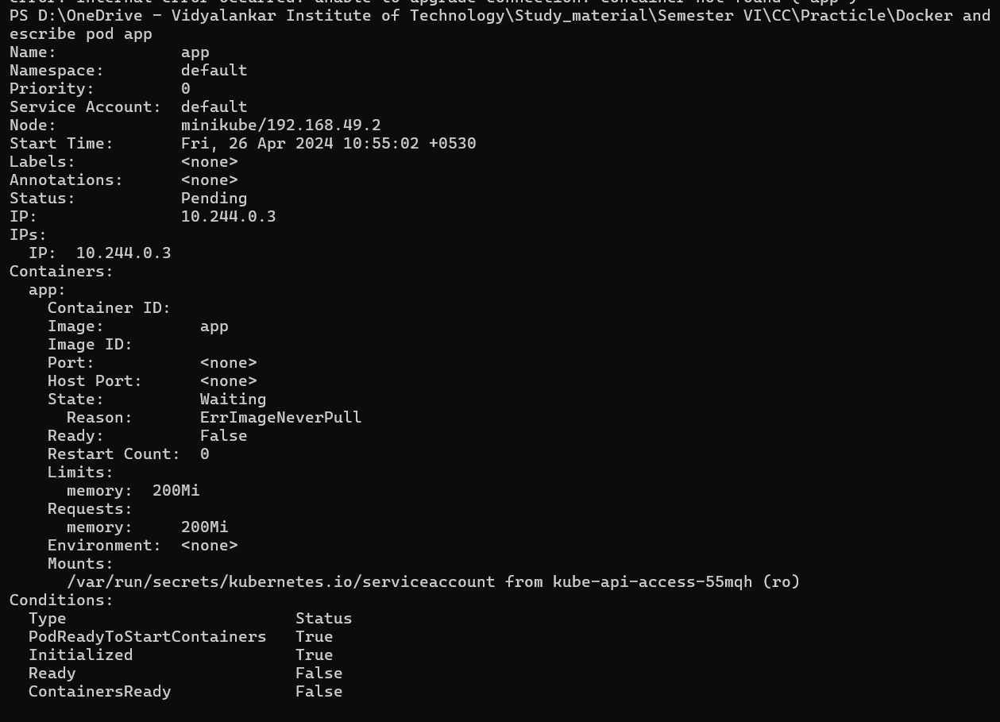 PS D:\OneDrive - Vidyalankar Institute of Technology\Study_material\Semester VI\CC\Practicle\Docker and
escribe pod app
Name:             app
Namespace:        default
Priority:         0
Service Account:  default
Node:             minikube/192.168.49.2
Start Time:       Fri, 26 Apr 2024 10:55:02 +0530
Labels:           <none>
Annotations:      <none>
Status:           Pending
IP:               10.244.0.3
IPs:
  IP:  10.244.0.3
Containers:
  app:
    Container ID:
    Image:          app
    Image ID:
    Port:           <none>
    Host Port:      <none>
    State:          Waiting
      Reason:       ErrImageNeverPull
    Ready:          False
    Restart Count:  0
    Limits:
      memory:  200Mi
    Requests:
      memory:     200Mi
    Environment:  <none>
    Mounts:
      /var/run/secrets/kubernetes.io/serviceaccount from kube-api-access-55mqh (ro)
Conditions:
  Type                        Status
  PodReadyToStartContainers   True
  Initialized                 True
  Ready                       False
  ContainersReady             False